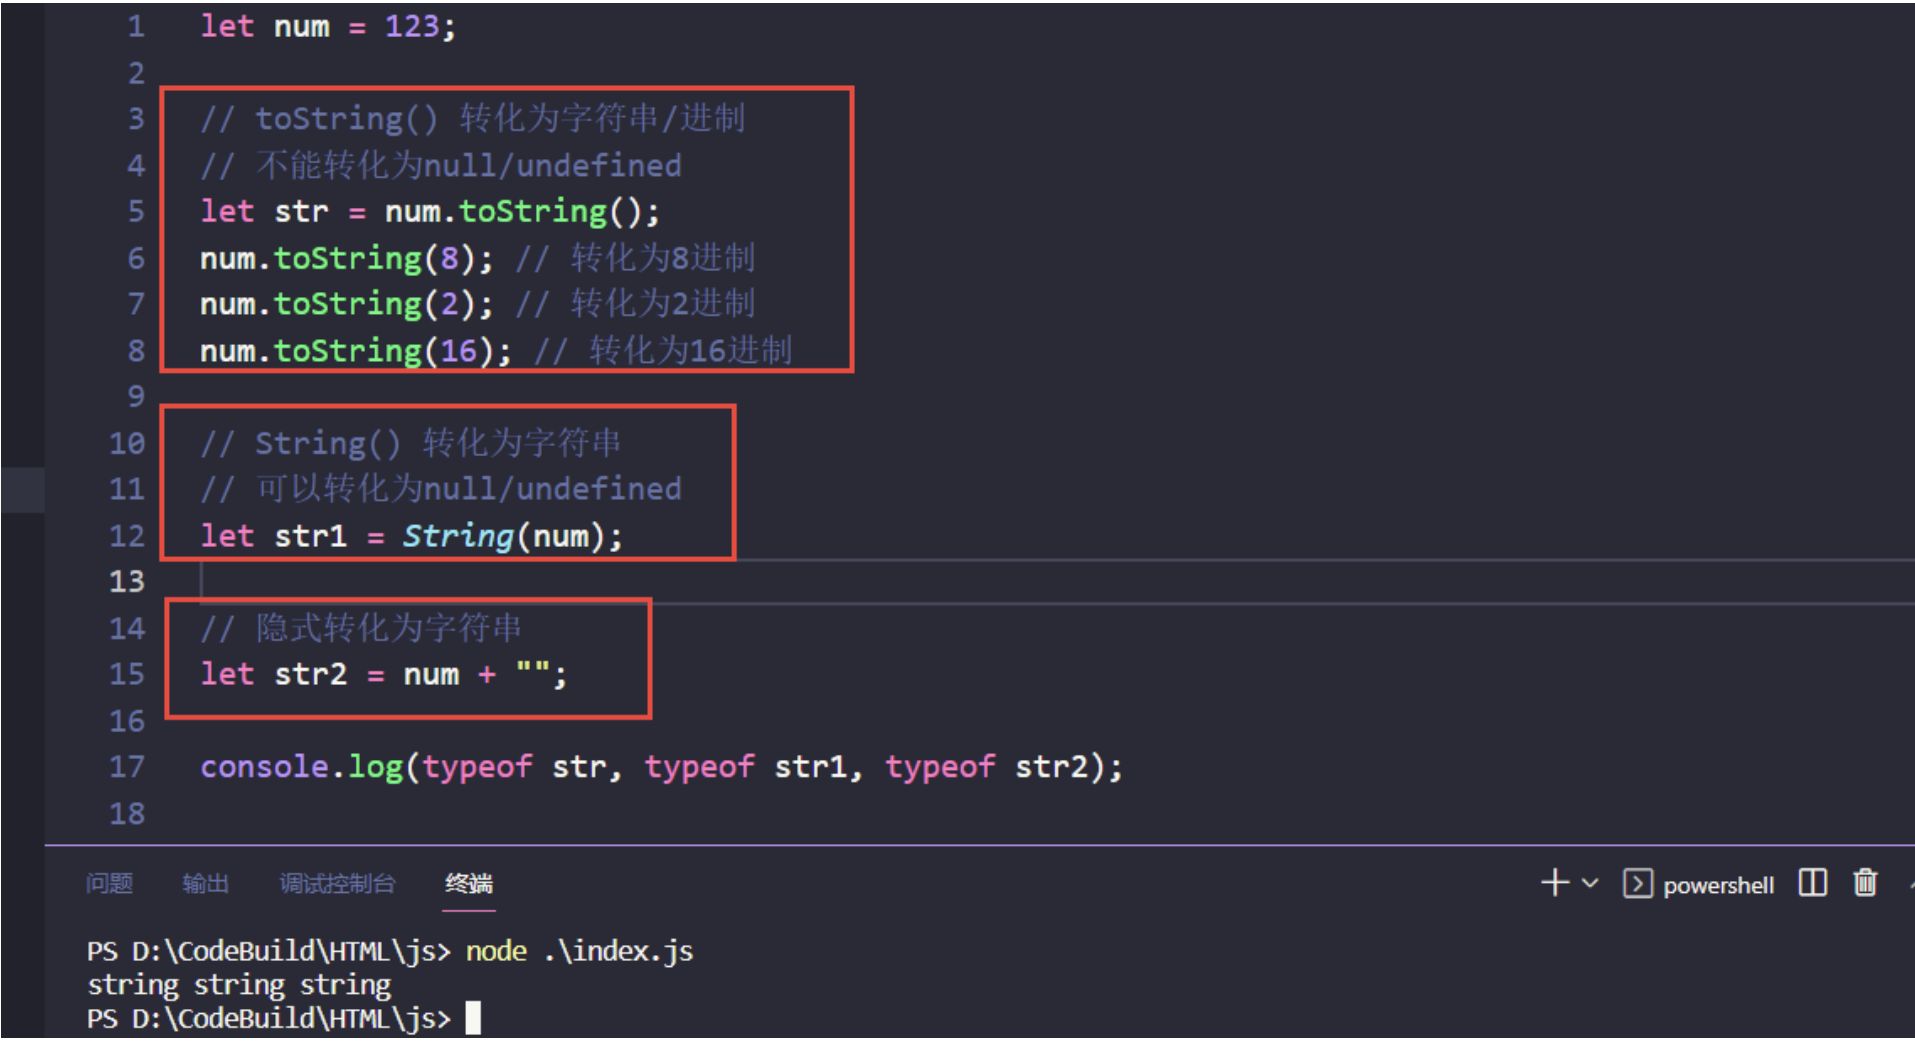 1 let num = 123;
2
3 // toString() 转化为字符串/进制
4 // 不能转化为null/undefined
5 let str = num.toString();
6 num.toString(8); // 转化为8进制
7 num.toString(2); // 转化为2进制
8 num.toString(16); // 转化为16进制
9
10 // String() 转化为字符串
11 // 可以转化为null/undefined
12 let str1 = String(num);
13
14 // 隐式转化为字符串
15 let str2 = num + "";
16
17 console.log(typeof str, typeof str1, typeof str2);
18
问题 输出 调试控制台 终端 powershell
PS D:\CodeBuild\HTML\js> node .\index.js
string string string
PS D:\CodeBuild\HTML\js>